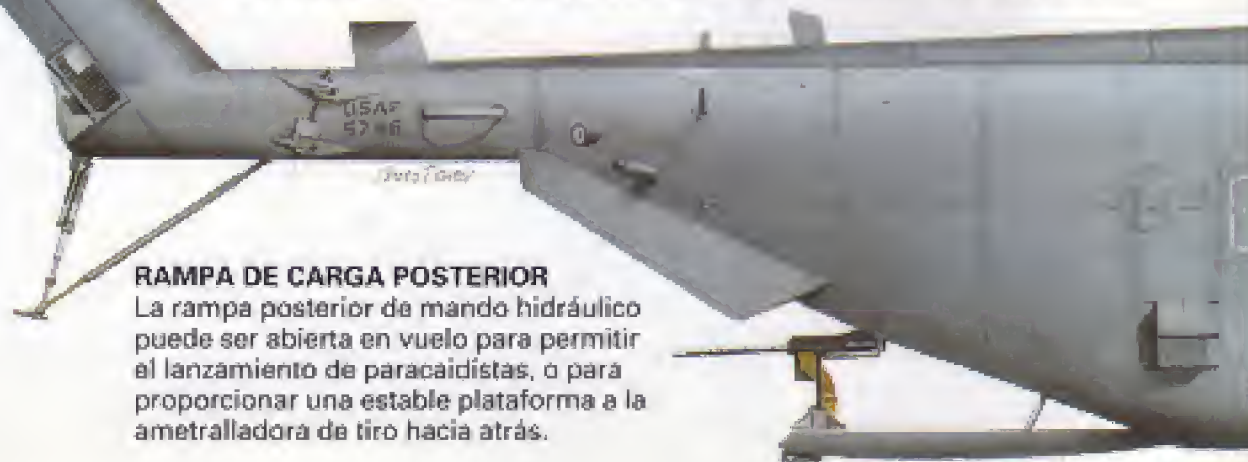 USAF
RAMPA DE CARGA POSTERIOR
La rampa posterior de mando hidráulico
puede ser abierta en vuelo para permitir
el lanzamiento de paracaidistas, o para
proporcionar una estable plataforma a la
ametralladora de tiro hacia atrás.